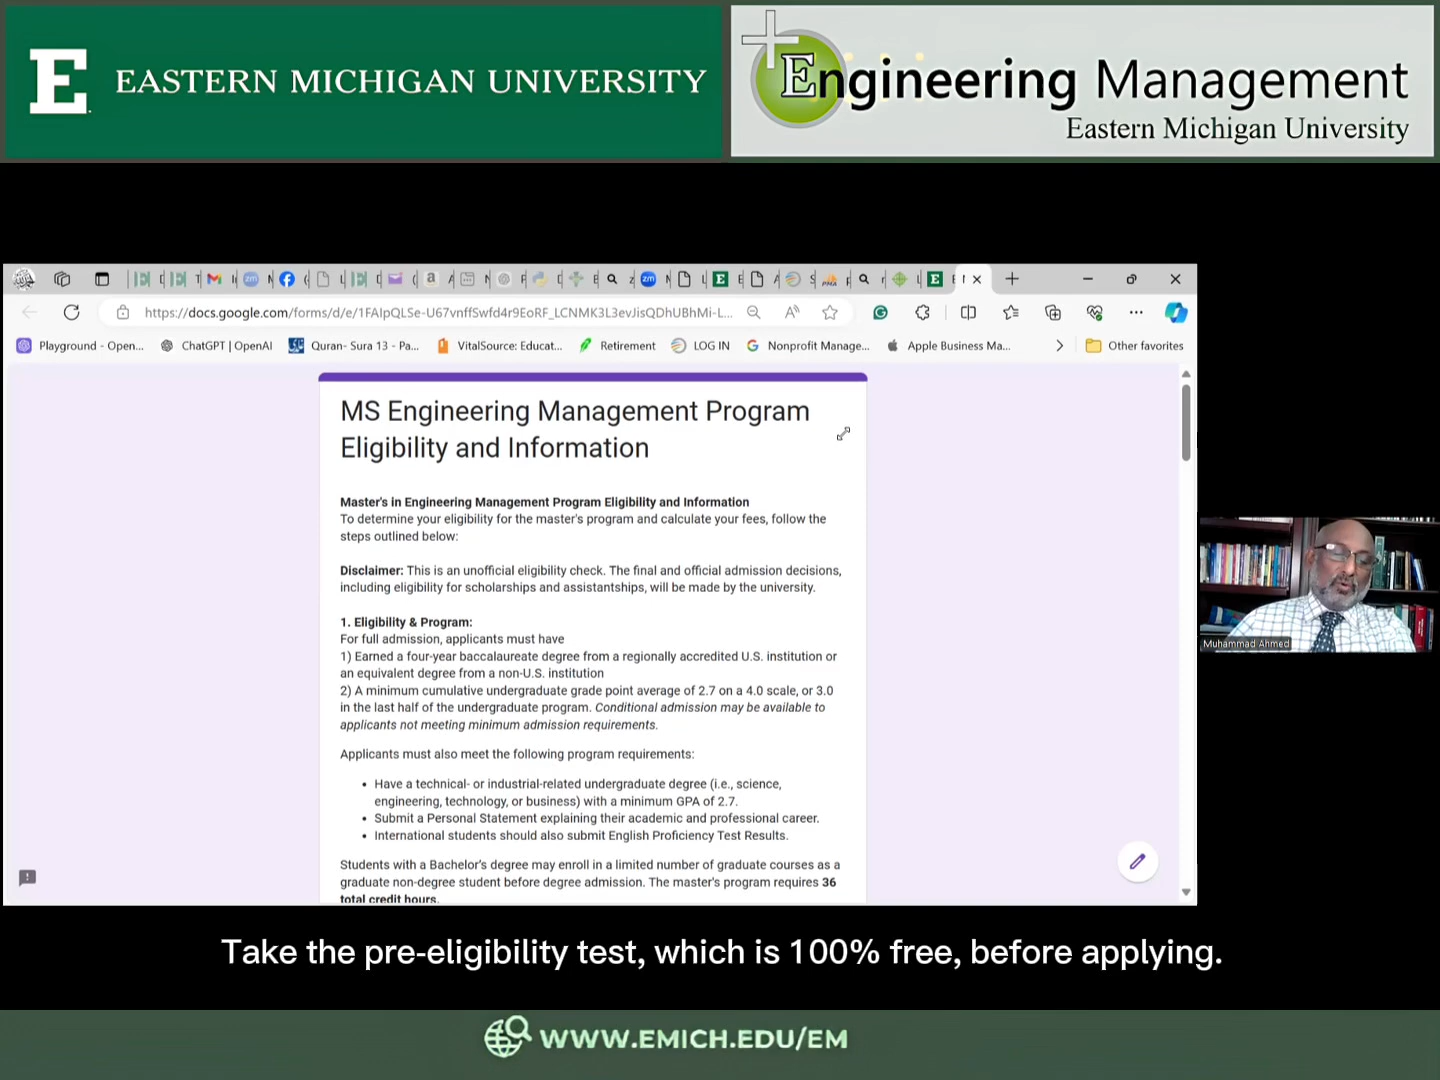 E EASTERN MICHIGAN UNIVERSITY
Engineering Management
Eastern Michigan University
https://docs.google.com/forms/d/e/1FAIpQLSe-U67vnffSwfd4r9EoRF_LCNMK3L3evJisQDhUBhMi-L...
Playground - Open... ChatGPT | OpenAI Quran- Sura 13 - Pa... VitalSource: Educat... Retirement LOG IN Nonprofit Manage... Apple Business Ma... Other favorites
MS Engineering Management Program
Eligibility and Information
Master's in Engineering Management Program Eligibility and Information
To determine your eligibility for the master's program and calculate your fees, follow the
steps outlined below:
Disclaimer: This is an unofficial eligibility check. The final and official admission decisions,
including eligibility for scholarships and assistantships, will be made by the university.
1. Eligibility & Program:
For full admission, applicants must have
1) Earned a four-year baccalaureate degree from a regionally accredited U.S. institution or
an equivalent degree from a non-U.S. institution
2) A minimum cumulative undergraduate grade point average of 2.7 on a 4.0 scale, or 3.0
in the last half of the undergraduate program. Conditional admission may be available to
applicants not meeting minimum admission requirements.
Applicants must also meet the following program requirements:
• Have a technical- or industrial-related undergraduate degree (i.e., science,
engineering, technology, or business) with a minimum GPA of 2.7.
• Submit a Personal Statement explaining their academic and professional career.
• International students should also submit English Proficiency Test Results.
Students with a Bachelor's degree may enroll in a limited number of graduate courses as a
graduate non-degree student before degree admission. The master's program requires 36
total credit hours.
Muhammad Ahmed
Take the pre-eligibility test, which is 100% free, before applying.
WWW.EMICH.EDU/EM